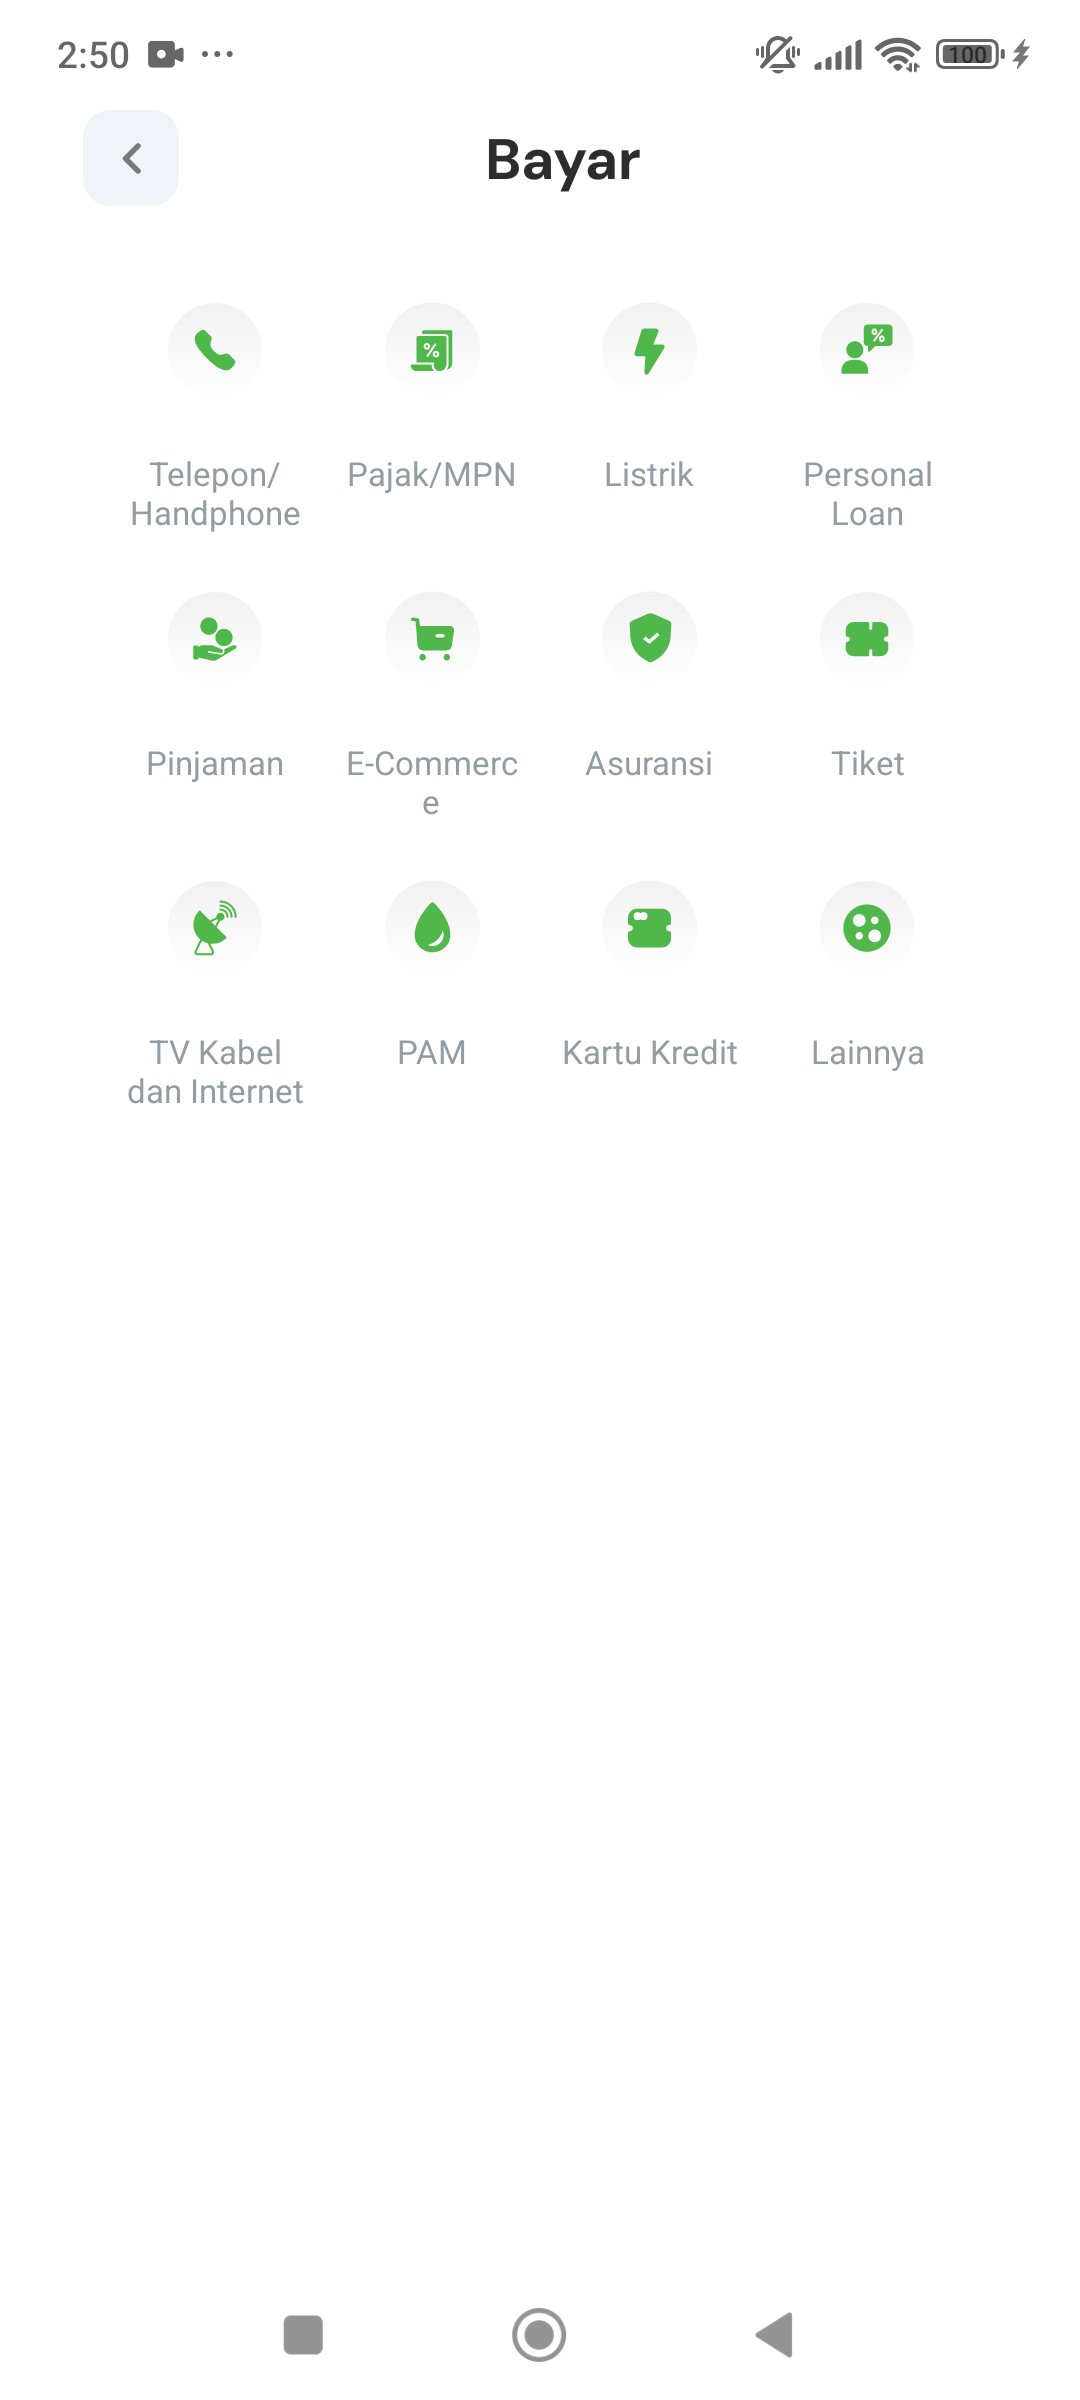 2:50
100
Bayar
Telepon/
Handphone
Pajak/MPN
Listrik
Personal
Loan
Pinjaman
E-Commerc
e
Asuransi
Tiket
TV Kabel
dan Internet
PAM
Kartu Kredit
Lainnya